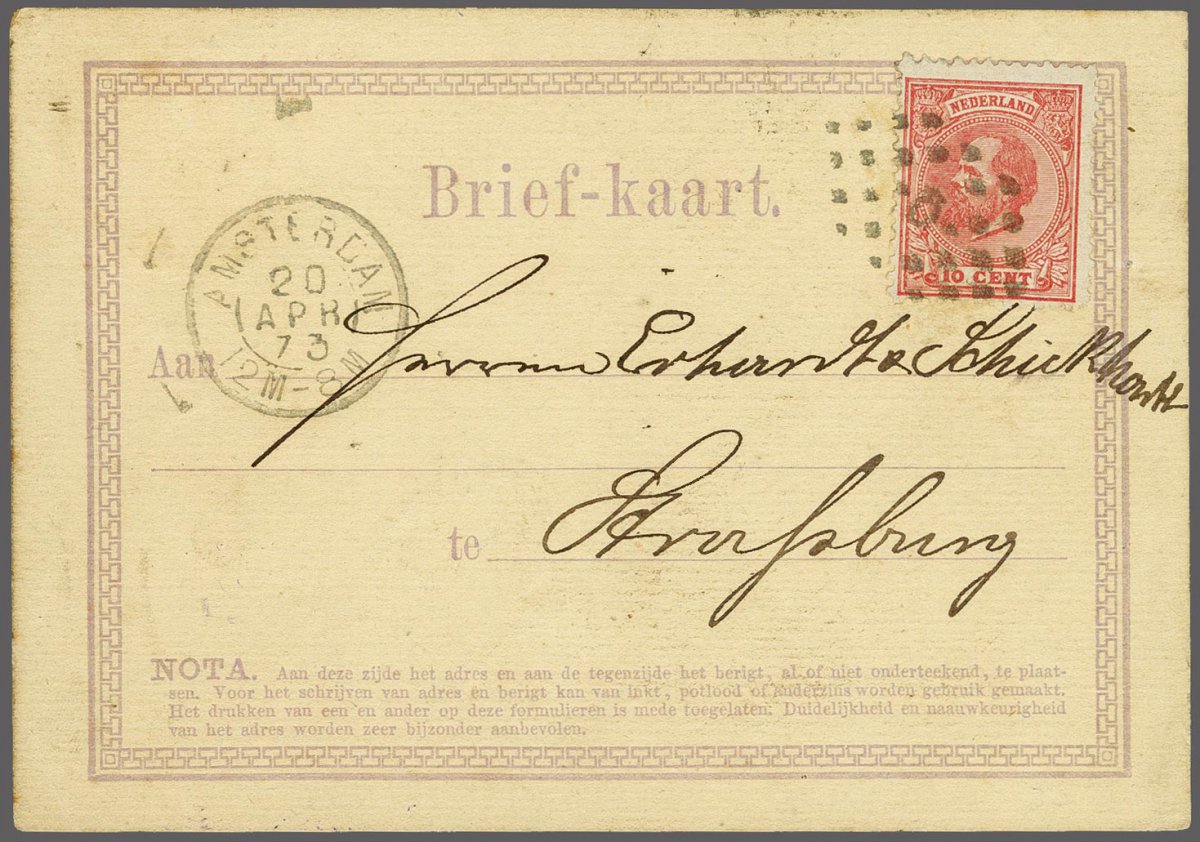 NEDERLAND
10 CENT
Brief-kaart.
AMSTERDAM
20
APR
73
12M-8M
Aan Herren Erhardt &
te Strassburg
NOTA. Aan deze zijde het adres en aan de tegenzijde het berigt, al of niet onderteekend, te plaat-
sen. Voor het schrijven van adres en berigt kan van inkt, potlood of anderzins worden gebruik gemaakt.
Het drukken van een en ander op deze formulieren is mede toegelaten. Duidelijkheid en naauwkeurigheid
van het adres worden zeer bijzonder aanbevolen.